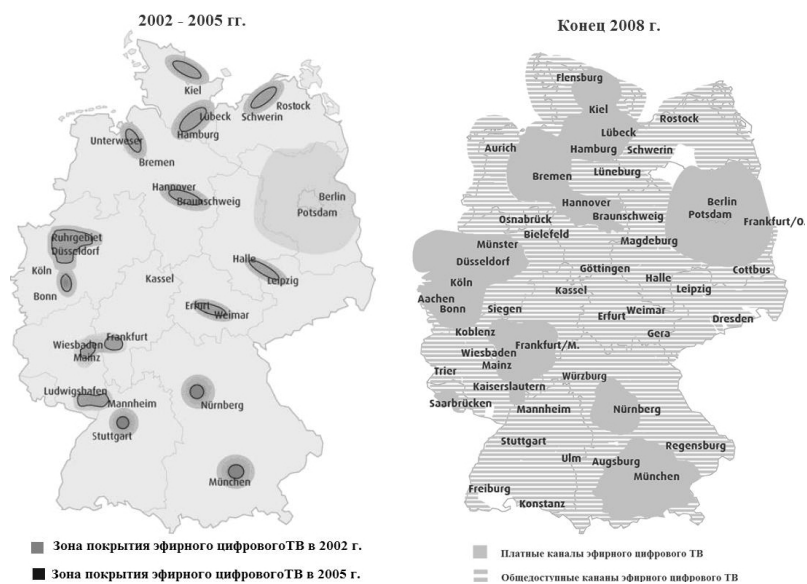 2002 - 2005 гг.
Kiel
Lübeck
Rostock
Schwerin
Hamburg
Unterweser
Bremen
Hannover
Braunschweig
Berlin
Potsdam
Ruhrgebiet
Düsseldorf
Köln
Bonn
Kassel
Halle
Leipzig
Erfurt
Weimar
Wiesbaden
Frankfurt
Mainz
Ludwigshafen
Mannheim
Nürnberg
Stuttgart
München
Зона покрытия эфирного цифровогоТВ в 2002 г.
Зона покрытия эфирного цифровогоТВ в 2005 г.
Конец 2008 г.
Flensburg
Kiel
Rostock
Lübeck
Aurich
Hamburg
Schwerin
Lüneburg
Bremen
Hannover
Berlin
Potsdam
Frankfurt/O.
Osnabrück
Braunschweig
Bielefeld
Magdeburg
Münster
Düsseldorf
Göttingen
Halle
Cottbus
Köln
Kassel
Leipzig
Aachen
Bonn
Siegen
Weimar
Erfurt
Dresden
Gera
Koblenz
Frankfurt/M.
Wiesbaden
Mainz
Trier
Würzburg
Kaiserslautern
Saarbrücken
Mannheim
Nürnberg
Stuttgart
Regensburg
Ulm
Augsburg
München
Freiburg
Konstanz
Платные каналы эфирного цифрового ТВ
Общедоступные кананы эфирного цифрового ТВ